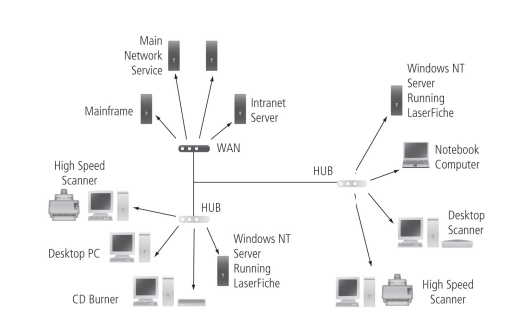 Main
Network
Service
Mainframe
Intranet
Server
WAN
Windows NT
Server
Running
LaserFiche
Notebook
Computer
HUB
Desktop
Scanner
High Speed
Scanner
High Speed
Scanner
HUB
Desktop PC
Windows NT
Server
Running
LaserFiche
CD Burner